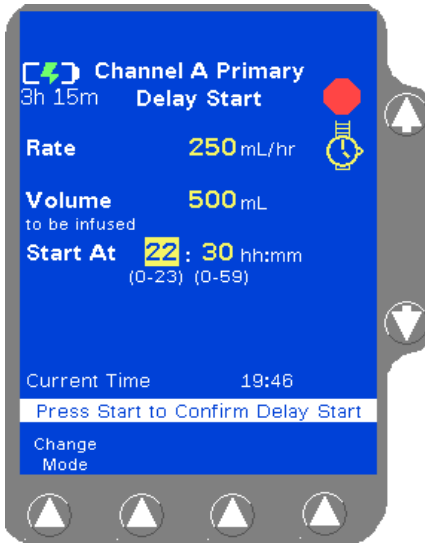 Channel A Primary
3h 15m Delay Start
Rate 250 mL/hr
Volume 500 mL
to be infused
Start At 22 : 30 hh:mm
(0-23) (0-59)
Current Time 19:46
Press Start to Confirm Delay Start
Change
Mode